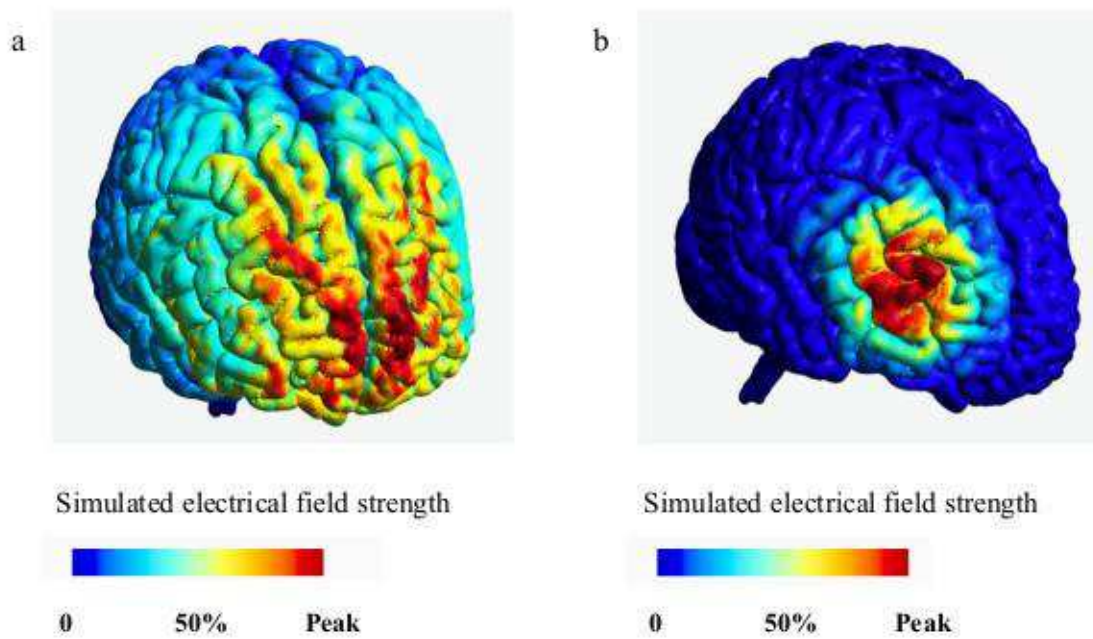 a
b
Simulated electrical field strength
0 50% Peak
Simulated electrical field strength
0 50% Peak